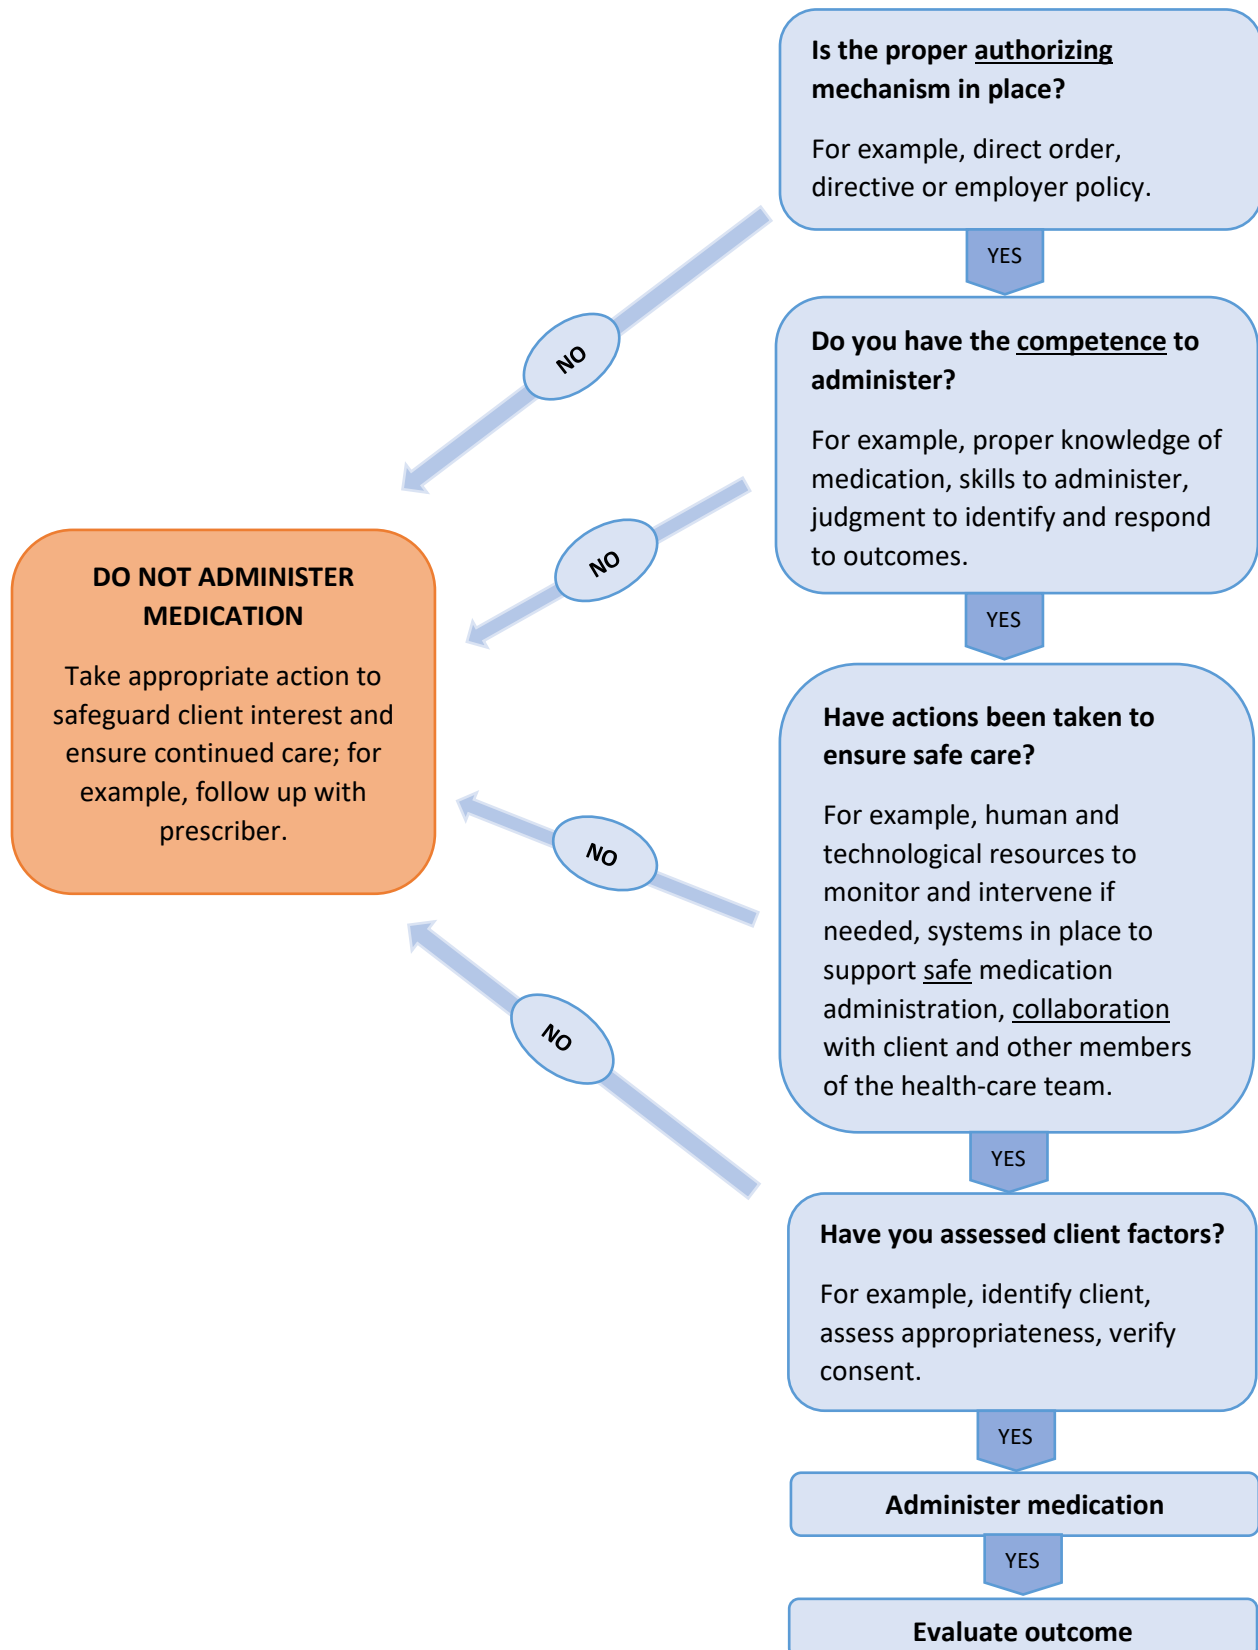 Is the proper authorizing
mechanism in place?
For example, direct order,
directive or employer policy.
YES
NO
Do you have the competence to
administer?
For example, proper knowledge of
medication, skills to administer,
judgment to identify and respond
to outcomes.
NO
YES
DO NOT ADMINISTER
MEDICATION
Take appropriate action to
safeguard client interest and
ensure continued care; for
example, follow up with
prescriber.
Have actions been taken to
ensure safe care?
For example, human and
technological resources to
monitor and intervene if
needed, systems in place to
support safe medication
administration, collaboration
with client and other members
of the health-care team.
NO
NO
YES
Have you assessed client factors?
For example, identify client,
assess appropriateness, verify
consent.
YES
Administer medication
YES
Evaluate outcome